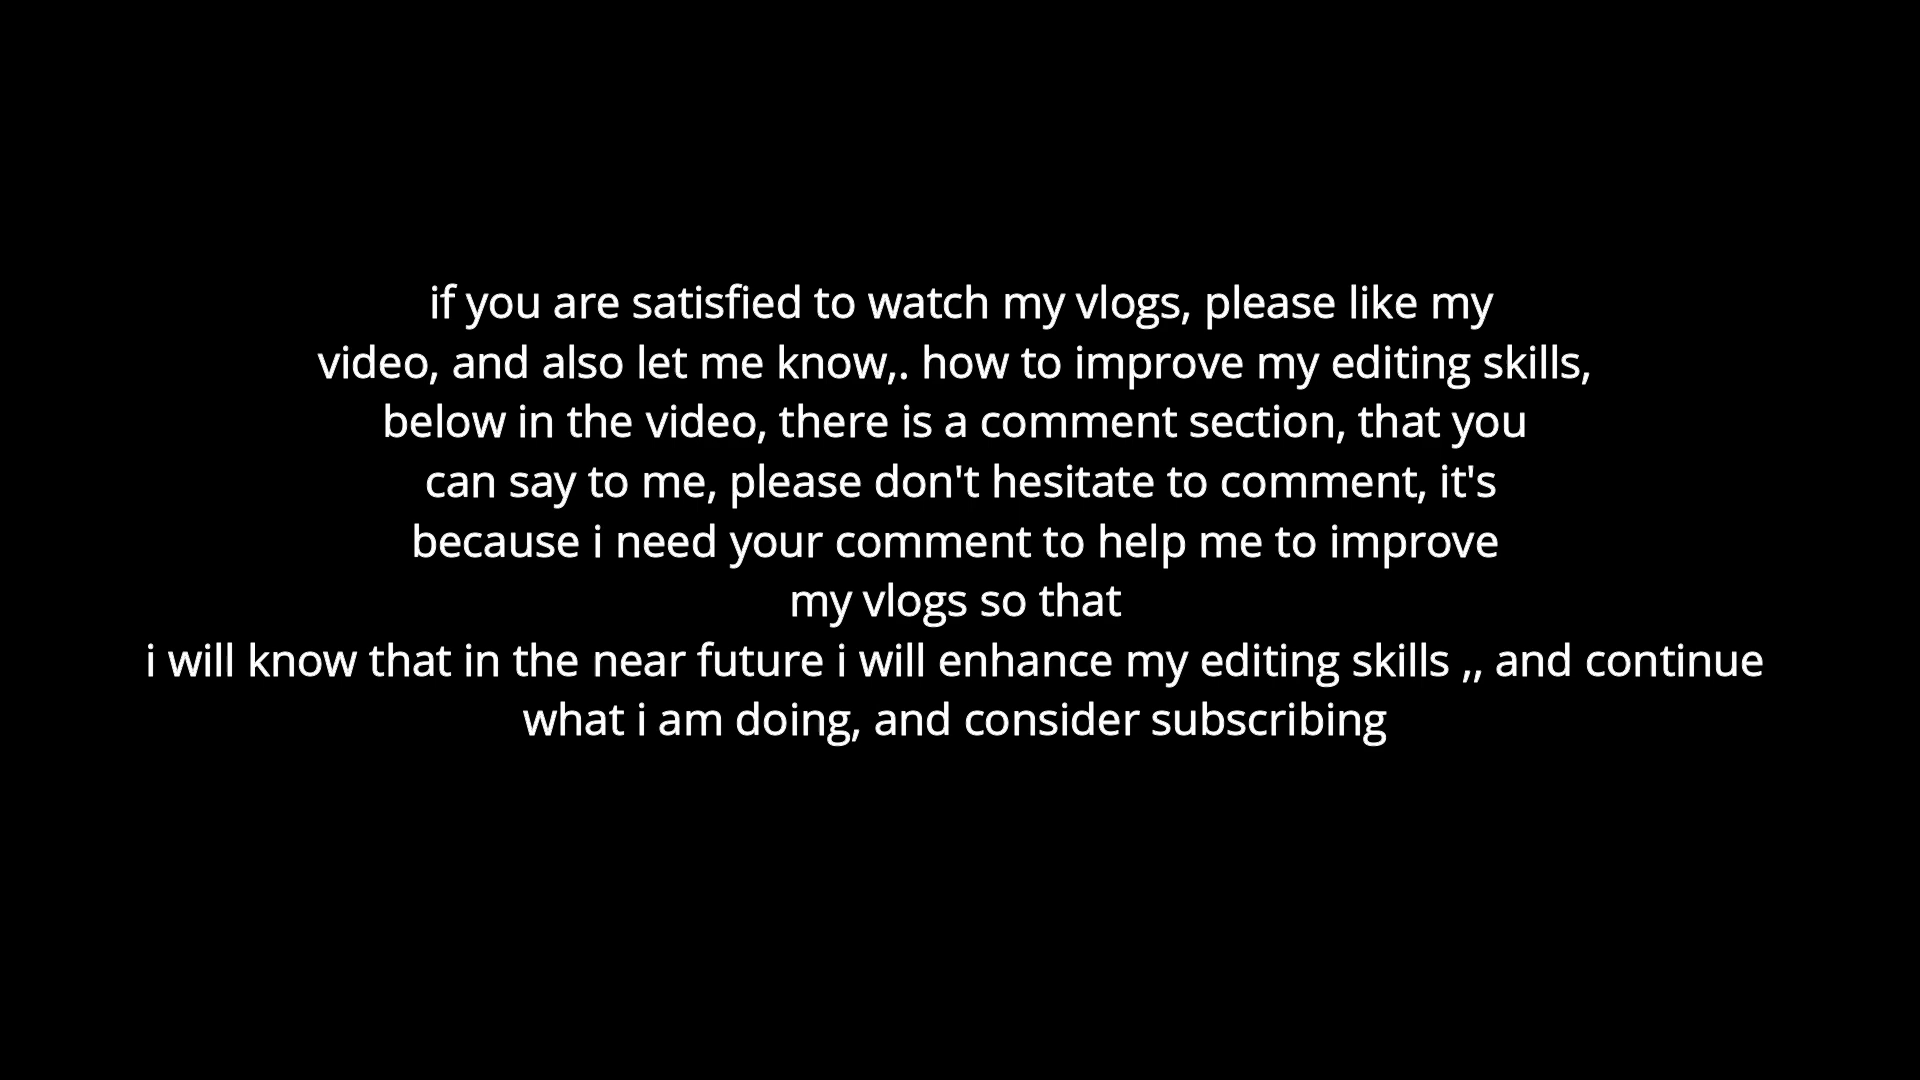 if you are satisfied to watch my vlogs, please like my
video, and also let me know,. how to improve my editing skills,
below in the video, there is a comment section, that you
can say to me, please don't hesitate to comment, it's
because i need your comment to help me to improve
my vlogs so that
i will know that in the near future i will enhance my editing skills ,, and continue
what i am doing, and consider subscribing